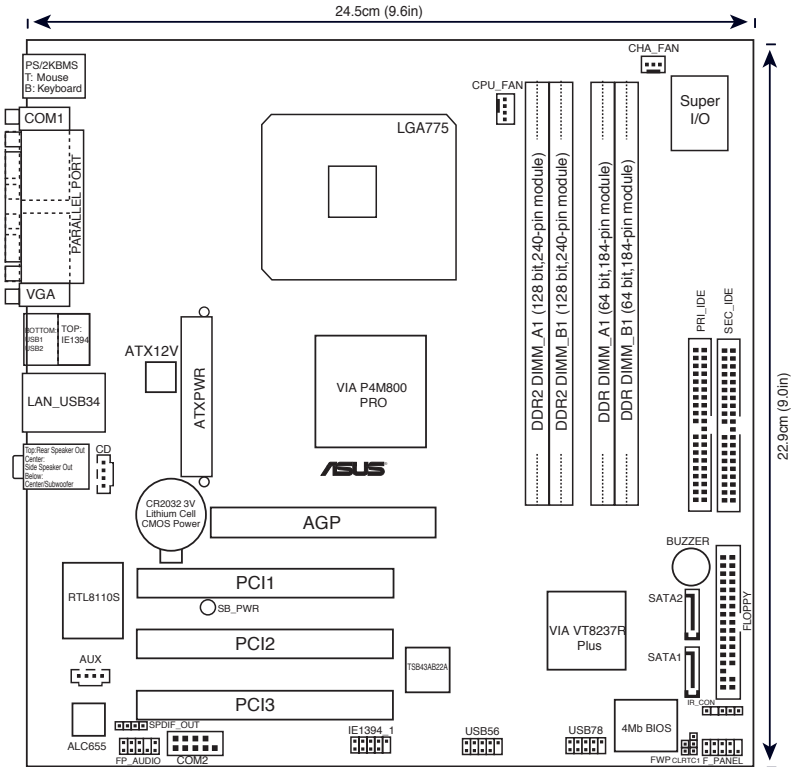 24.5cm (9.6in)
PS/2KBMS
T: Mouse
B: Keyboard
CHA_FAN
CPU_FAN
Super
I/O
COM1
LGA775
PARALLEL PORT
DDR2 DIMM_A1 (128 bit,240-pin module)
DDR2 DIMM_B1 (128 bit,240-pin module)
DDR DIMM_A1 (64 bit,184-pin module)
DDR DIMM_B1 (64 bit,184-pin module)
22.9cm (9.0in)
VGA
PRI_IDE
SEC_IDE
BOTTOM:
USB1
USB2
TOP:
IE1394
ATX12V
ATXPWR
VIA P4M800
PRO
LAN_USB34
ASUS
Top:Rear Speaker Out
Center:
Side Speaker Out
Below:
Center/Subwoofer
CD
CR2032 3V
Lithium Cell
CMOS Power
AGP
BUZZER
PCI1
RTL8110S
SB_PWR
SATA2
FLOPPY
VIA VT8237R
Plus
PCI2
SATA1
AUX
TSB43AB22A
PCI3
IR_CON
SPDIF_OUT
4Mb BIOS
IE1394_1
USB56
USB78
ALC655
FP_AUDIO
COM2
FWP
CLRTC1
F_PANEL